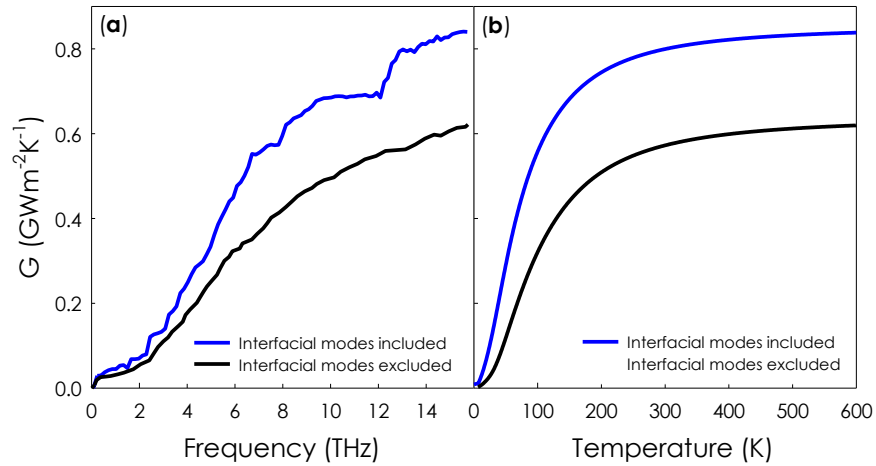 (a)
(b)
0.8
0.6
0.4
0.2
0.0
G (GWm⁻²K⁻¹)
Interfacial modes included
Interfacial modes excluded
Interfacial modes included
Interfacial modes excluded
0 2 4 6 8 10 12 14
0 100 200 300 400 500 600
Frequency (THz)
Temperature (K)